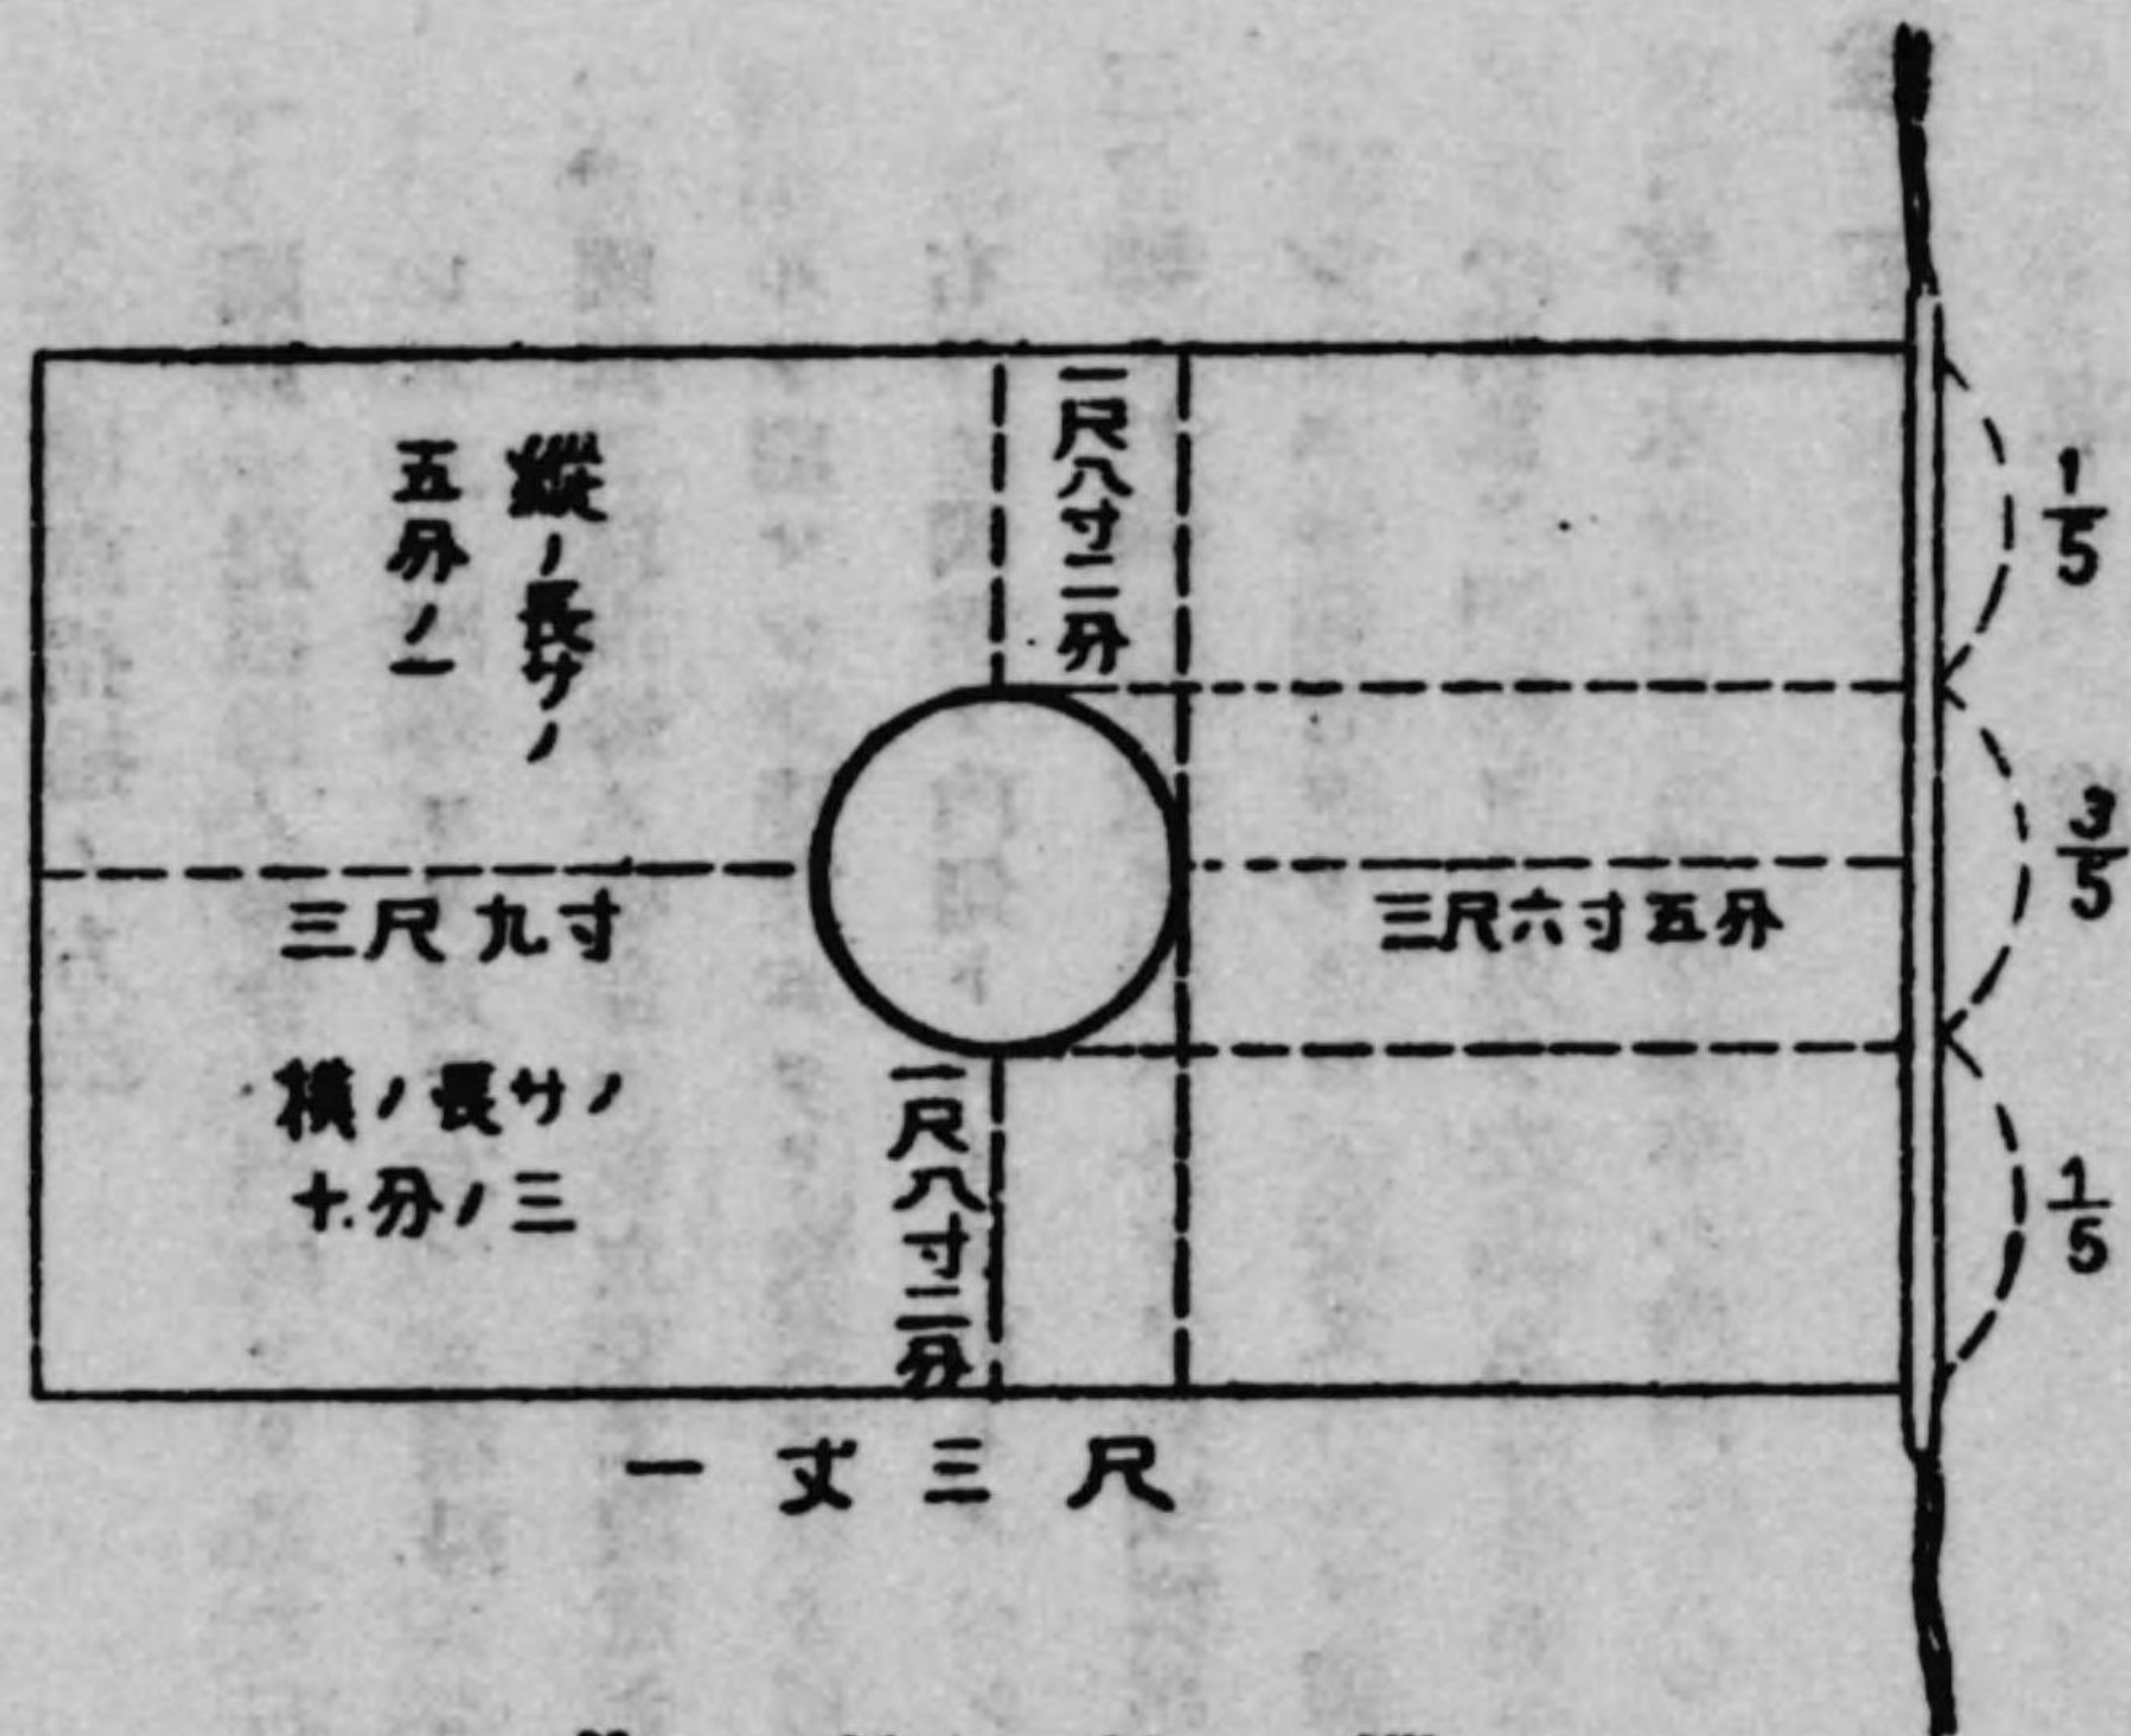 縱ノ長サノ
五分ノ一
一尺八寸二分
三尺九寸
三尺六寸五分
横ノ長サノ
十分ノ三
一尺八寸二分
一丈三尺
1/5
3/5
1/5